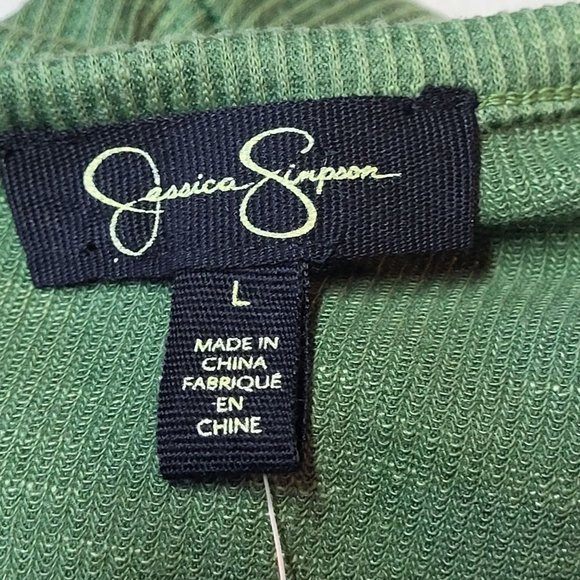 Jessica Simpson
L
MADE IN
CHINA
FABRIQUÉ
EN
CHINE